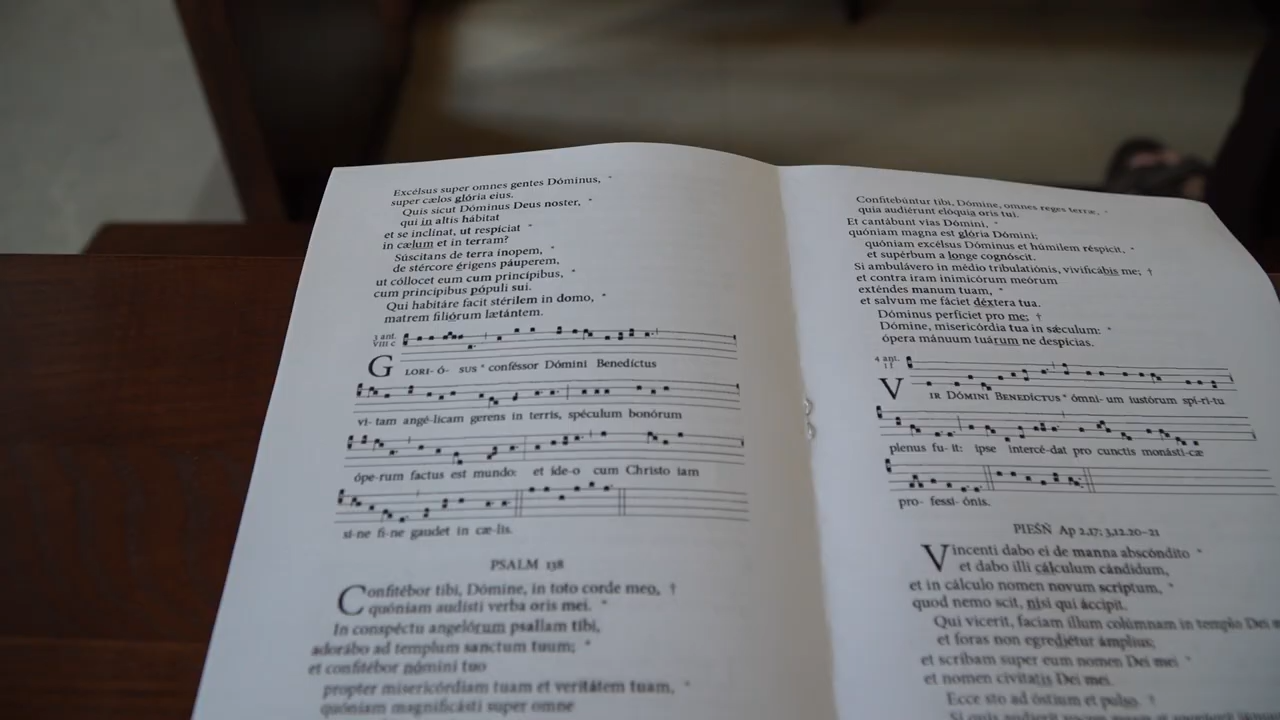 Excélsus super omnes gentes Dóminus, *
super cælos glória eius.
Quis sicut Dóminus Deus noster, *
qui in altis hábitat
et se inclínat, ut respíciat *
in cælum et in terram?
Súscitans de terra ínopem, *
de stércore érigens páuperem,
ut cóllocet eum cum princípibus, *
cum princípibus pópuli sui.
Qui habitáre facit stérilem in domo, *
matrem filiórum lætántem.
3 ant.
VIII c
GLORI- Ó- SUS * conféssor Dómini Benedíctus
vi- tam angé-licam gerens in terris, spéculum bonórum
ópe-rum factus est mundo: et íde-o cum Christo iam
si-ne fi-ne gaudet in cæ-lis.
PSALM 138
Confitébor tibi, Dómine, in toto corde meo, †
quóniam audísti verba oris mei. *
In conspéctu angelórum psallam tibi,
adorábo ad templum sanctum tuum; *
et confitébor nómini tuo
propter misericórdiam tuam et veritátem tuam, *
quóniam magnificásti super omne
Confitebúntur tibi, Dómine, omnes reges terræ, *
quia audiérunt elóquia oris tui.
Et cantábunt vias Dómini, *
quóniam magna est glória Dómini;
quóniam excélsus Dóminus et húmilem réspicit, *
et supérbum a longe cognóscit.
Si ambulávero in médio tribulatiónis, vivificábis me; †
et contra iram inimicórum meórum
exténdes manum tuam, *
et salvum me fáciet déxtera tua.
Dóminus perfíciet pro me; †
Dómine, misericórdia tua in sǽculum: *
ópera mánuum tuárum ne despícias.
4 ant.
VIR DÓMINI BENEDÍCTUS * ómni- um iustórum spí-ri-tu
plenus fu- it: ipse intercé-dat pro cunctis monásti-cæ
pro- fessi- ónis.
PIEŚŃ Ap 2,17; 3,12.20–21
Vincenti dabo ei de manna abscóndito *
et dabo illi cálculum cándidum,
et in cálculo nomen novum scriptum, *
quod nemo scit, nisi qui áccipit.
Qui vícerit, fáciam illum colúmnam in templo Dei
et foras non egrediétur ámplius;
et scribam super eum nomen Dei mei *
et nomen civitátis Dei mei.
Ecce sto ad óstium et pulso. †
Si quis audíerit